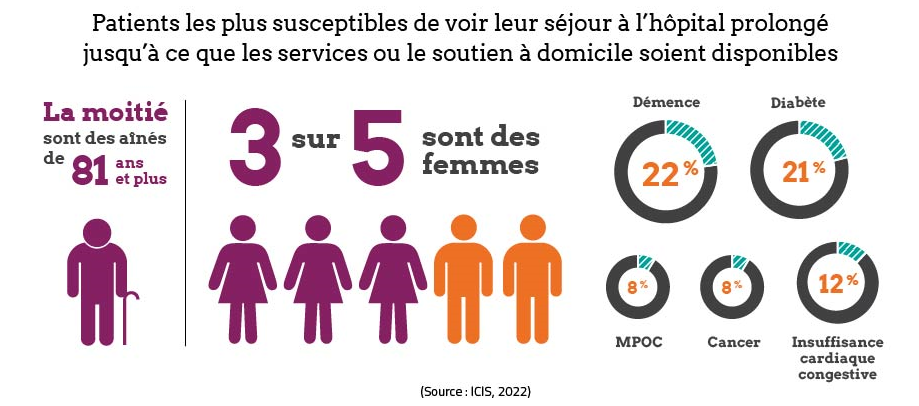 Patients les plus susceptibles de voir leur séjour à l'hôpital prolongé
jusqu'à ce que les services ou le soutien à domicile soient disponibles
La moitié
sont des aînés
de 81 ans
et plus
3 sur 5 sont des
femmes
Démence
22 %
Diabète
21 %
8 %
MPOC
8 %
Cancer
12 %
Insuffisance
cardiaque
congestive
(Source : ICIS, 2022)